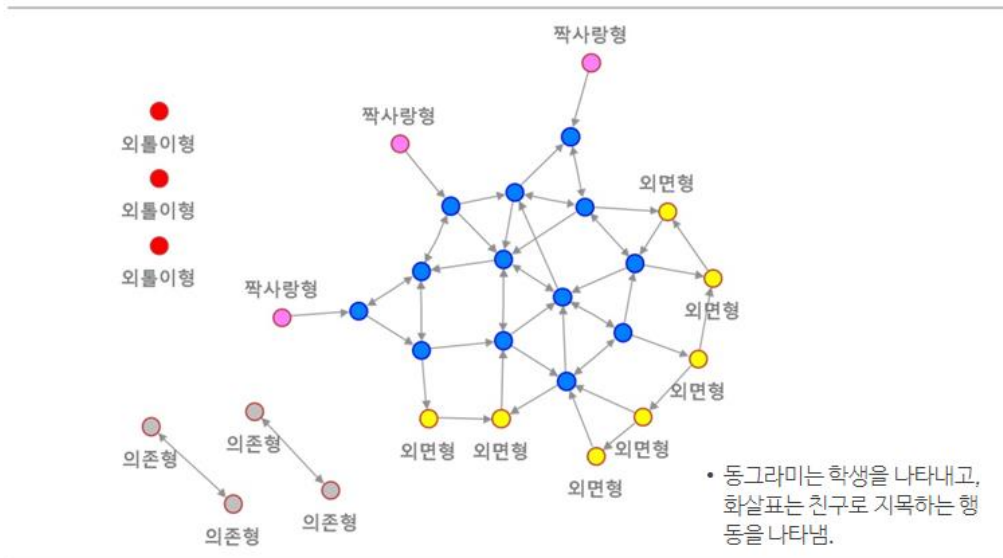 짝사랑형
짝사랑형
외톨이형
외면형
외톨이형
외톨이형
짝사랑형
외면형
외면형
의존형
의존형
외면형
외면형
외면형
외면형
의존형
의존형
• 동그라미는 학생을 나타내고,
화살표는 친구로 지목하는 행
동을 나타냄.